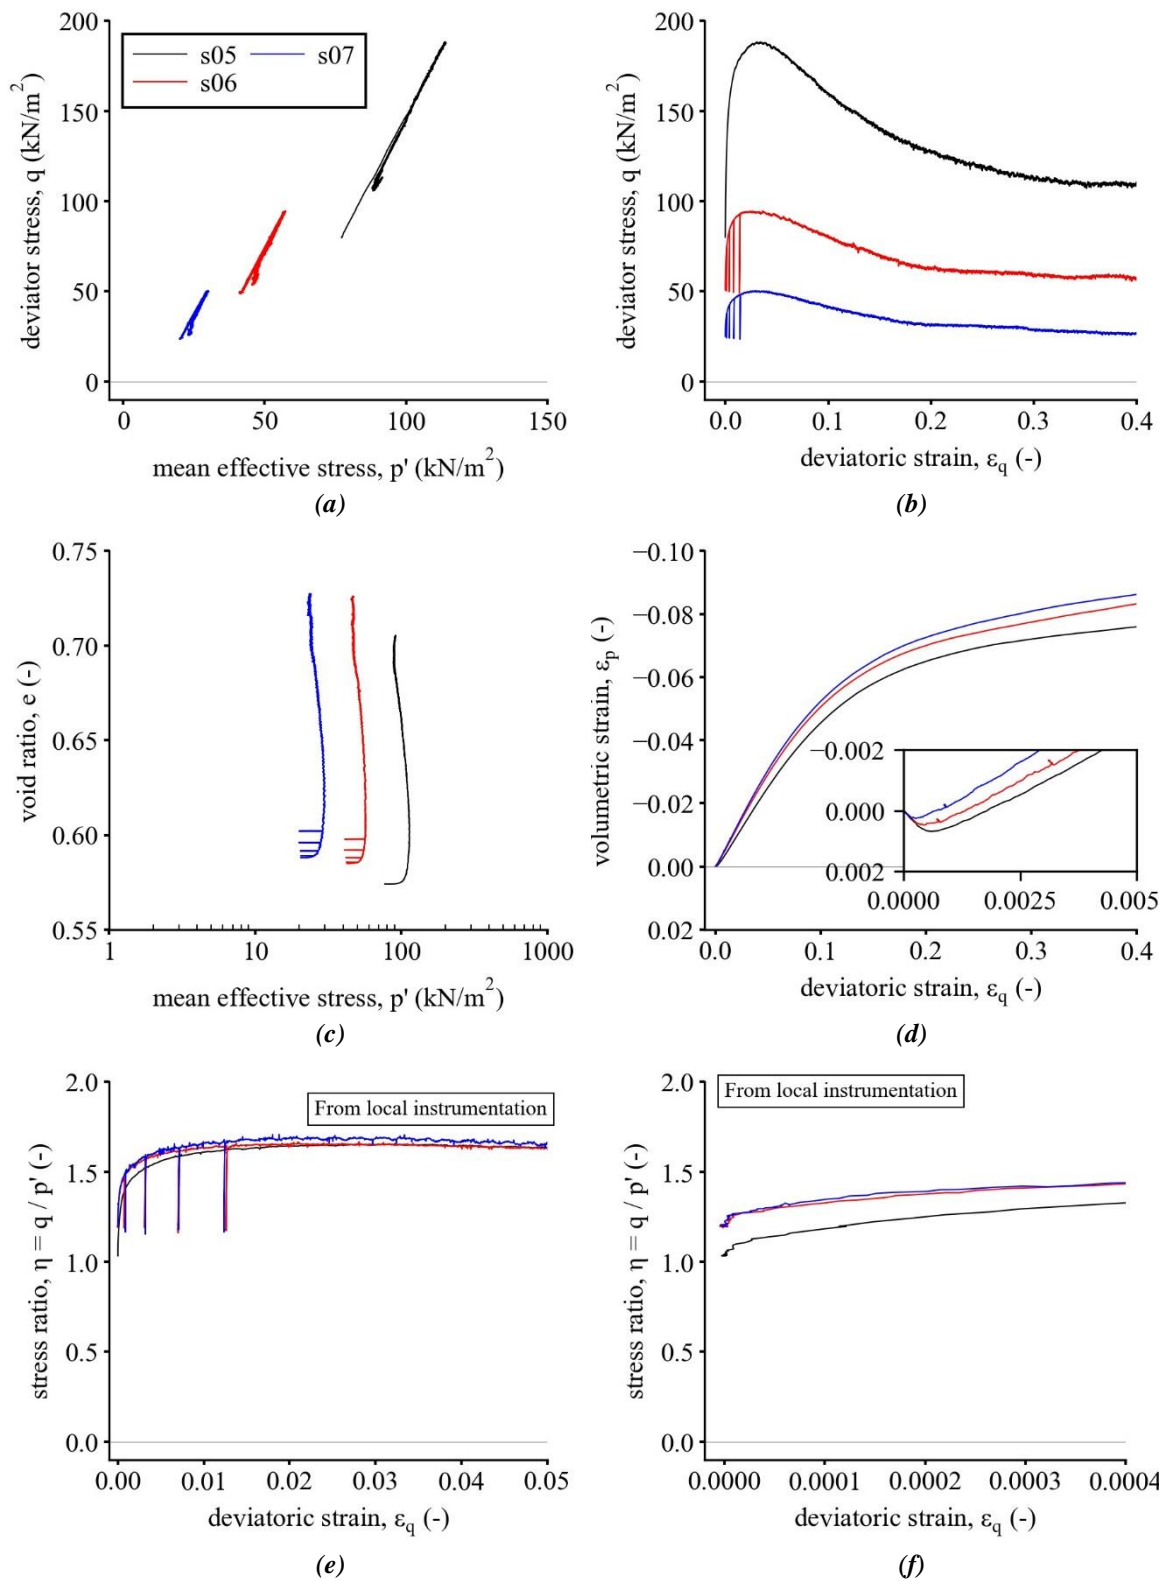 200
150
100
50
0
deviator stress, q (kN/m²)
s05
s07
s06
0
50
100
150
mean effective stress, p' (kN/m²)
(a)
200
150
100
50
0
deviator stress, q (kN/m²)
0.0
0.1
0.2
0.3
0.4
deviatoric strain, εq (-)
(b)
0.75
0.70
0.65
0.60
0.55
void ratio, e (-)
1
10
100
1000
mean effective stress, p' (kN/m²)
(c)
−0.10
−0.08
−0.06
−0.04
−0.02
0.00
0.02
volumetric strain, εp (-)
−0.002
0.000
0.002
0.0000
0.0025
0.005
0.0
0.1
0.2
0.3
0.4
deviatoric strain, εq (-)
(d)
2.0
1.5
1.0
0.5
0.0
stress ratio, η = q / p' (-)
From local instrumentation
0.00
0.01
0.02
0.03
0.04
0.05
deviatoric strain, εq (-)
(e)
2.0
1.5
1.0
0.5
0.0
stress ratio, η = q / p' (-)
From local instrumentation
0.0000
0.0001
0.0002
0.0003
0.0004
deviatoric strain, εq (-)
(f)